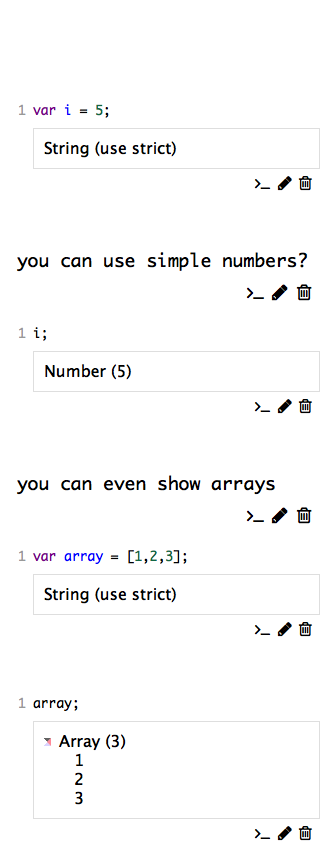 1 var i = 5;
String (use strict)
>_
you can use simple numbers?
>_
1 i;
Number (5)
>_
you can even show arrays
>_
1 var array = [1,2,3];
String (use strict)
>_
1 array;
Array (3)
1
2
3
>_